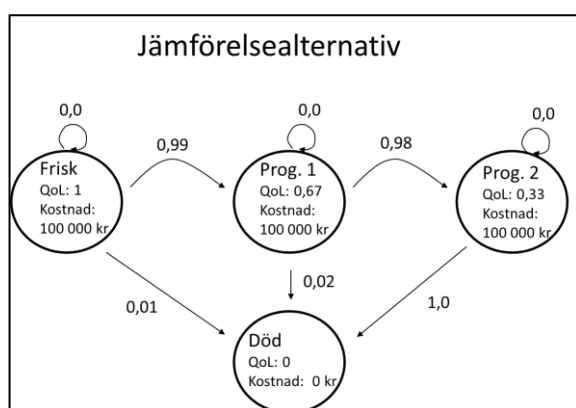 Jämförelsealternativ
0,0
0,0
0,0
0,99
0,98
Frisk
QoL: 1
Kostnad:
100 000 kr
Prog. 1
QoL: 0,67
Kostnad:
100 000 kr
Prog. 2
QoL: 0,33
Kostnad:
100 000 kr
0,01
0,02
1,0
Död
QoL: 0
Kostnad: 0 kr